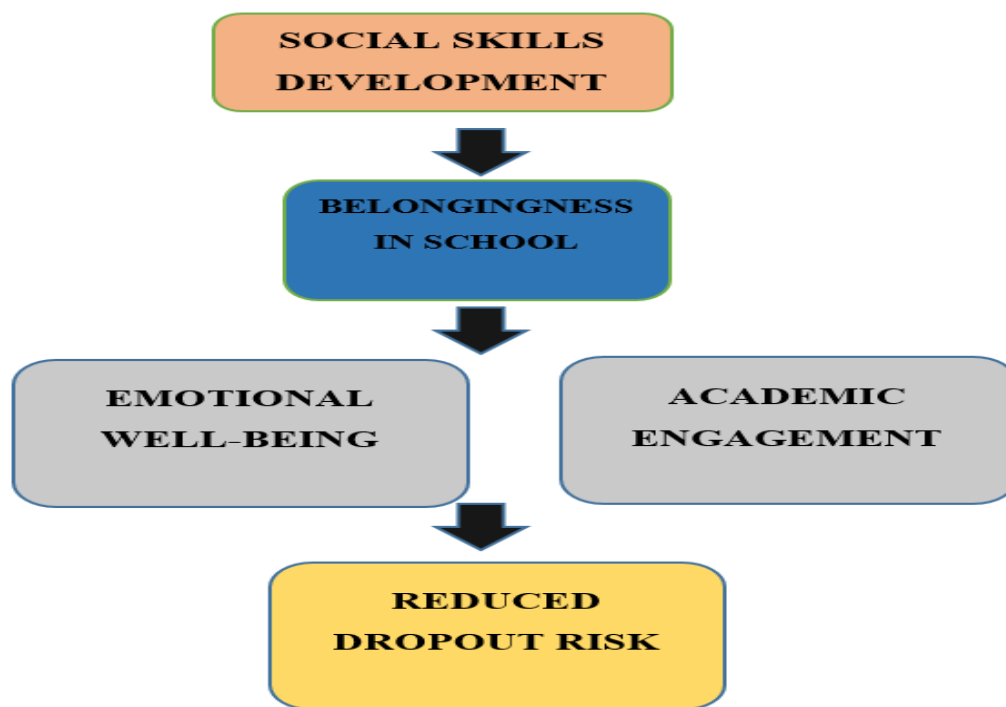 SOCIAL SKILLS
DEVELOPMENT
BELONGINGNESS
IN SCHOOL
EMOTIONAL
WELL-BEING
ACADEMIC
ENGAGEMENT
REDUCED
DROPOUT RISK